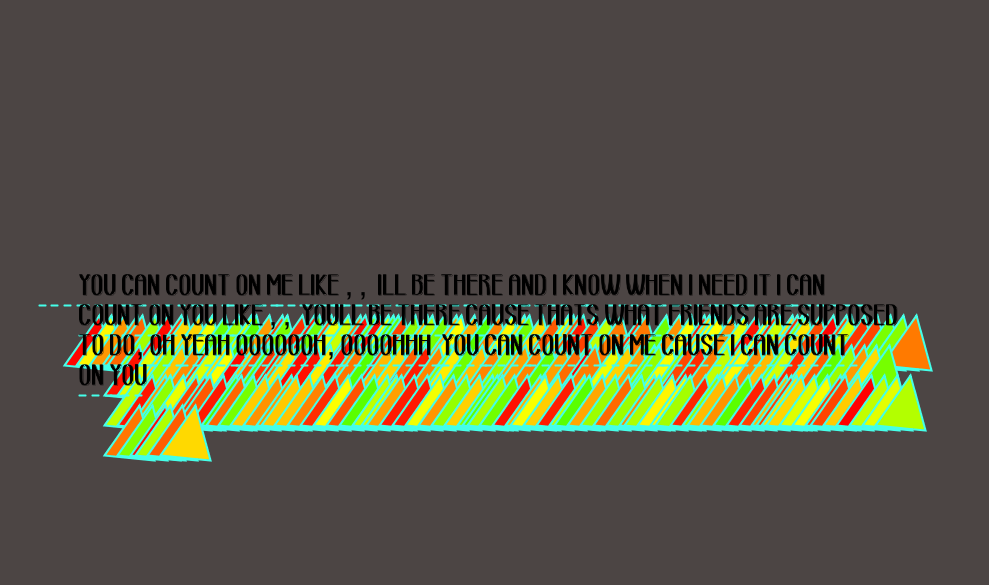 YOU CAN COUNT ON ME LIKE , , ILL BE THERE AND I KNOW WHEN I NEED IT I CAN
COUNT ON YOU LIKE , , YOULL BE THERE CAUSE THATS WHAT FRIENDS ARE SUPPOSED
TO DO, OH YEAH OOOOOOH, OOOOHHH YOU CAN COUNT ON ME CAUSE I CAN COUNT
ON YOU